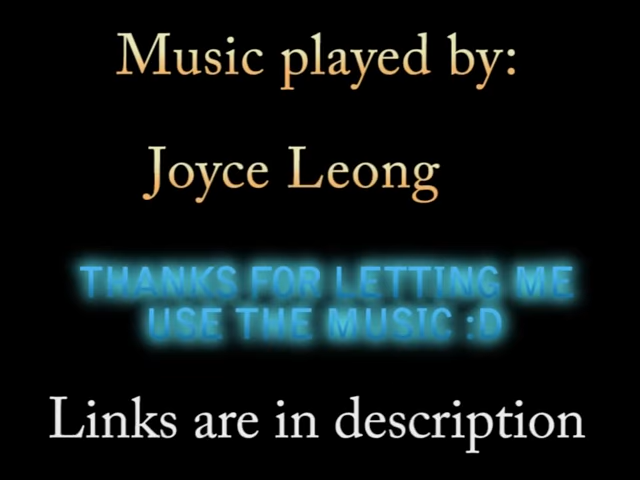 Music played by:
Joyce Leong
THANKS FOR LETTING ME
USE THE MUSIC :D
Links are in description